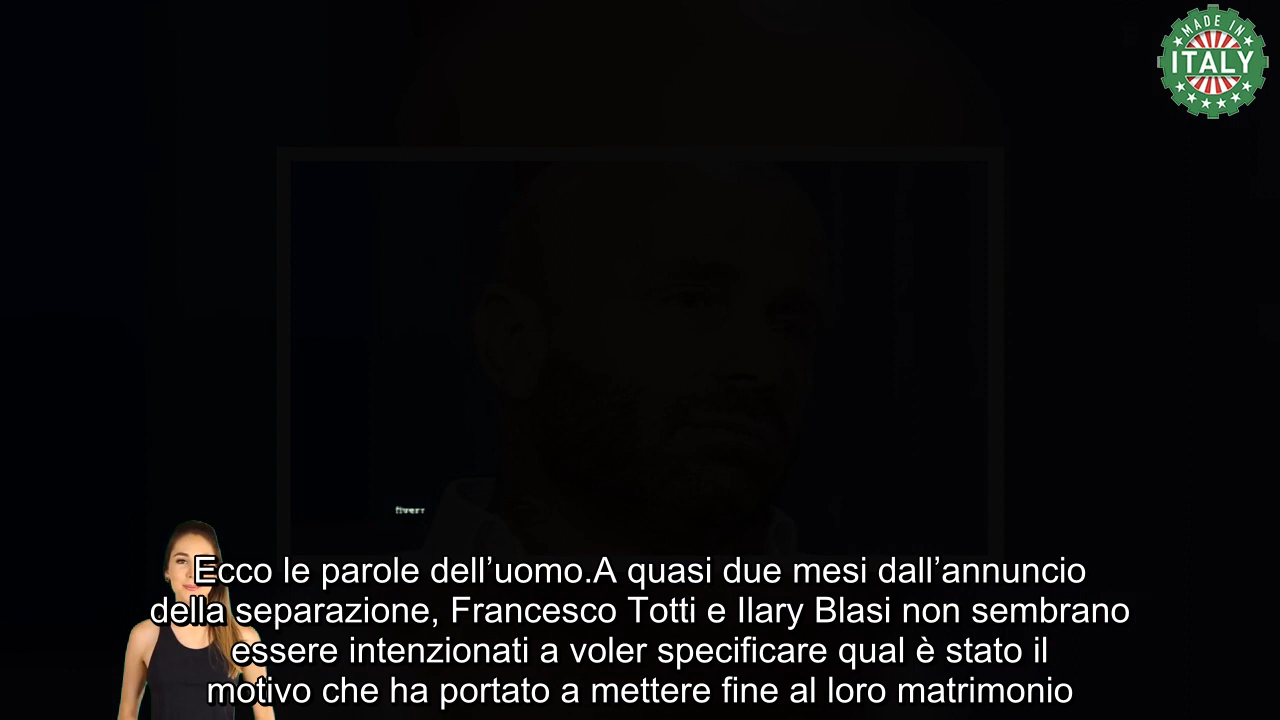 MADE IN
ITALY
fiverr
Ecco le parole dell’uomo.A quasi due mesi dall’annuncio
della separazione, Francesco Totti e Ilary Blasi non sembrano
essere intenzionati a voler specificare qual è stato il
motivo che ha portato a mettere fine al loro matrimonio